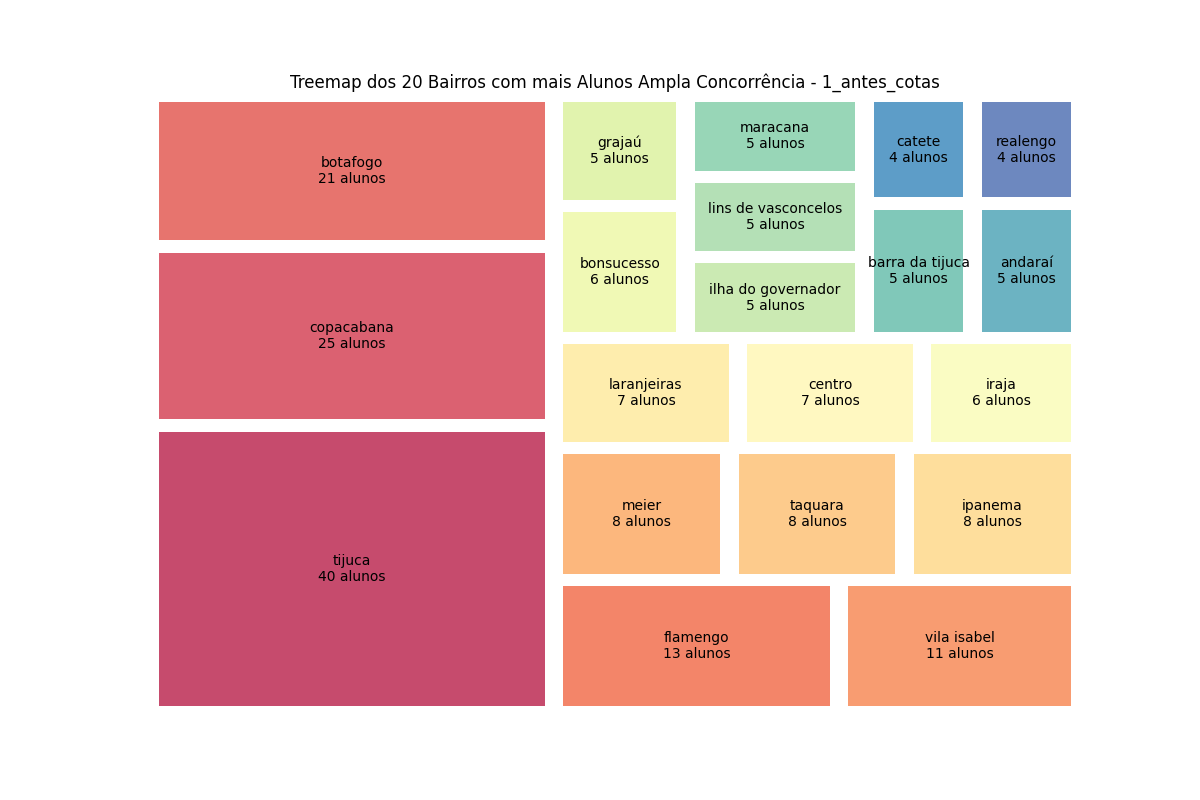 Treemap dos 20 Bairros com mais Alunos Ampla Concorrência - 1_antes_cotas
botafogo
21 alunos
copacabana
25 alunos
tijuca
40 alunos
grajaú
5 alunos
bonsucesso
6 alunos
maracana
5 alunos
lins de vasconcelos
5 alunos
ilha do governador
5 alunos
catete
4 alunos
realengo
4 alunos
barra da tijuca
5 alunos
andaraí
5 alunos
laranjeiras
7 alunos
centro
7 alunos
iraja
6 alunos
meier
8 alunos
taquara
8 alunos
ipanema
8 alunos
flamengo
13 alunos
vila isabel
11 alunos